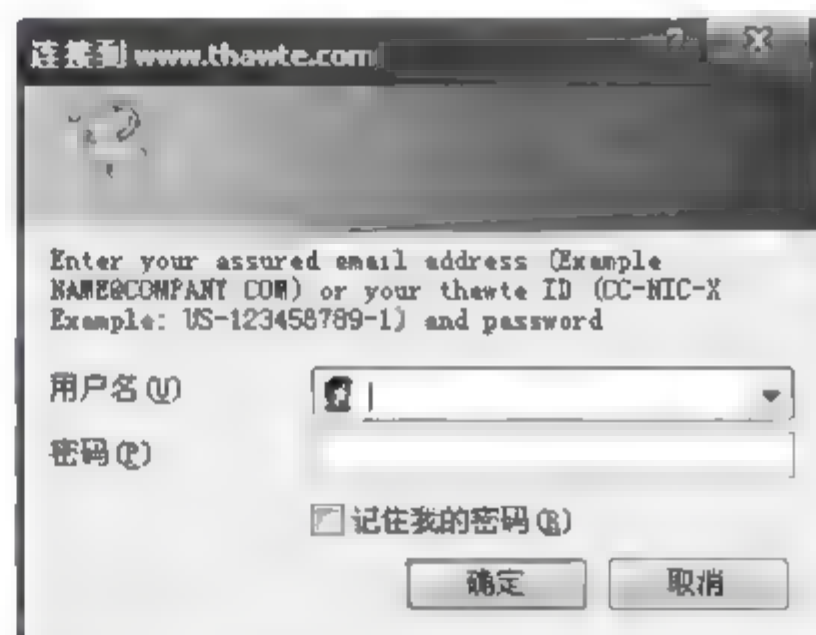 连接到 www.thawte.com
Enter your assured email address (Example
NAME@COMPANY COM) or your thawte ID (CC-NIC-X
Example: US-123456789-1) and password
用户名(U)
密码(P)
记住我的密码(R)
确定
取消